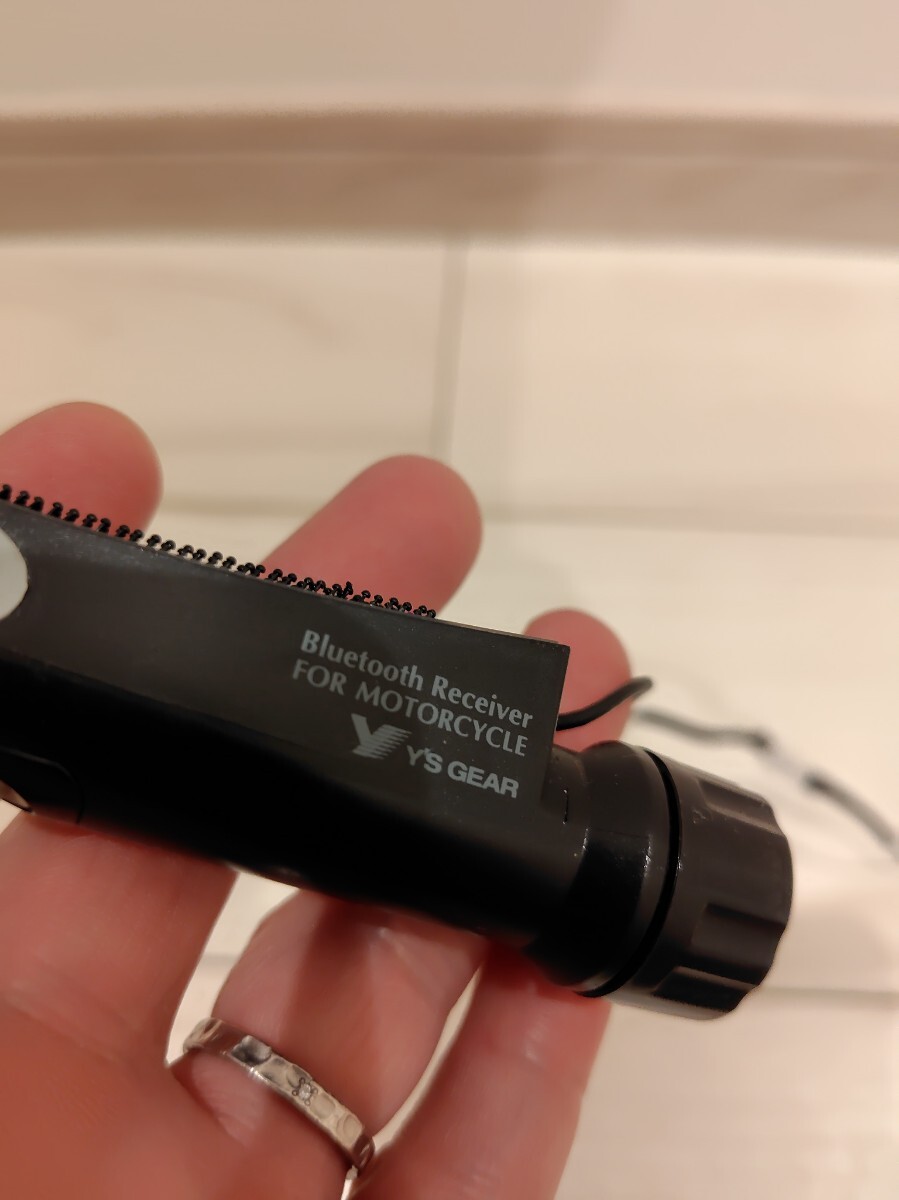 Bluetooth Receiver
FOR MOTORCYCLE
Y'S GEAR